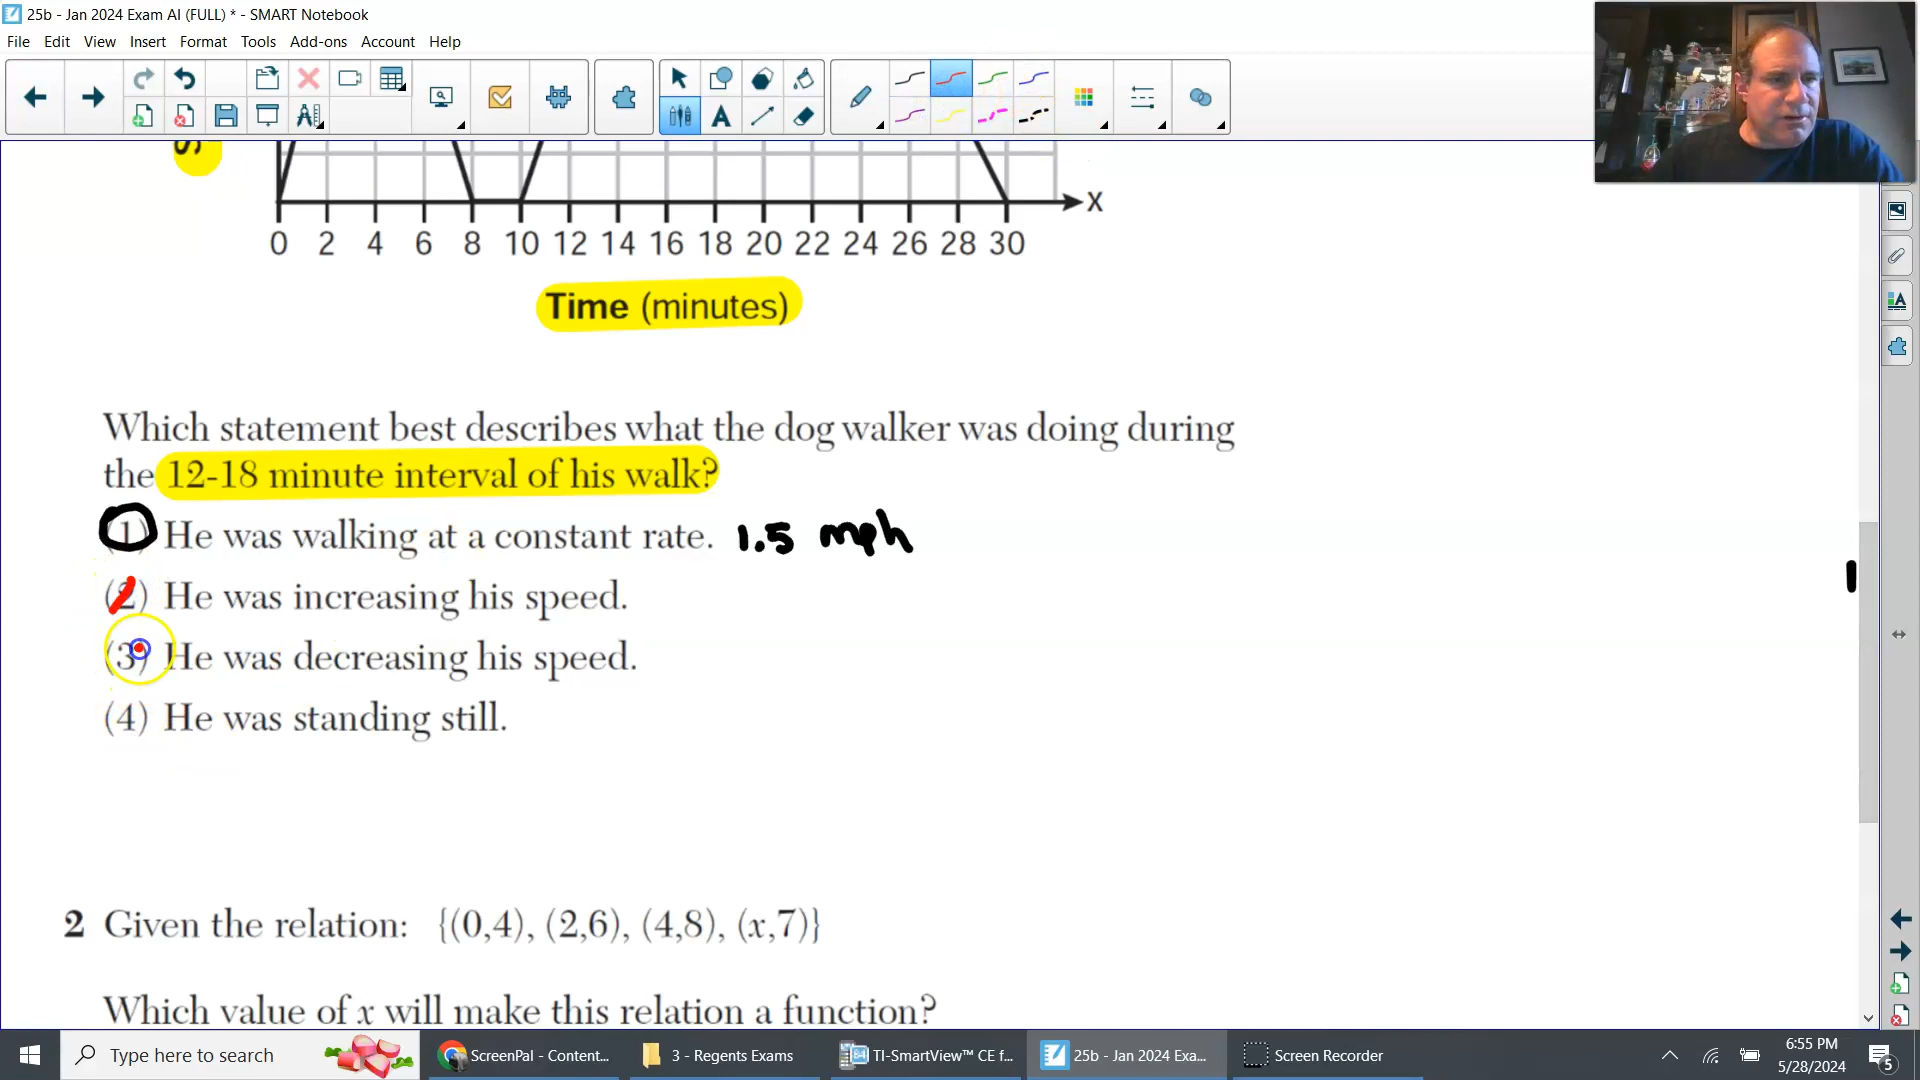 25b - Jan 2024 Exam AI (FULL) * - SMART Notebook
File Edit View Insert Format Tools Add-ons Account Help
S
x
0 2 4 6 8 10 12 14 16 18 20 22 24 26 28 30
Time (minutes)
Which statement best describes what the dog walker was doing during
the 12-18 minute interval of his walk?
(1) He was walking at a constant rate. 1.5 mph
(2) He was increasing his speed.
(3) He was decreasing his speed.
(4) He was standing still.
2 Given the relation: {(0,4), (2,6), (4,8), (x,7)}
Which value of x will make this relation a function?
Type here to search
ScreenPal - Content...
3 - Regents Exams
TI-SmartView™ CE f...
25b - Jan 2024 Exa...
Screen Recorder
6:55 PM
5/28/2024
5